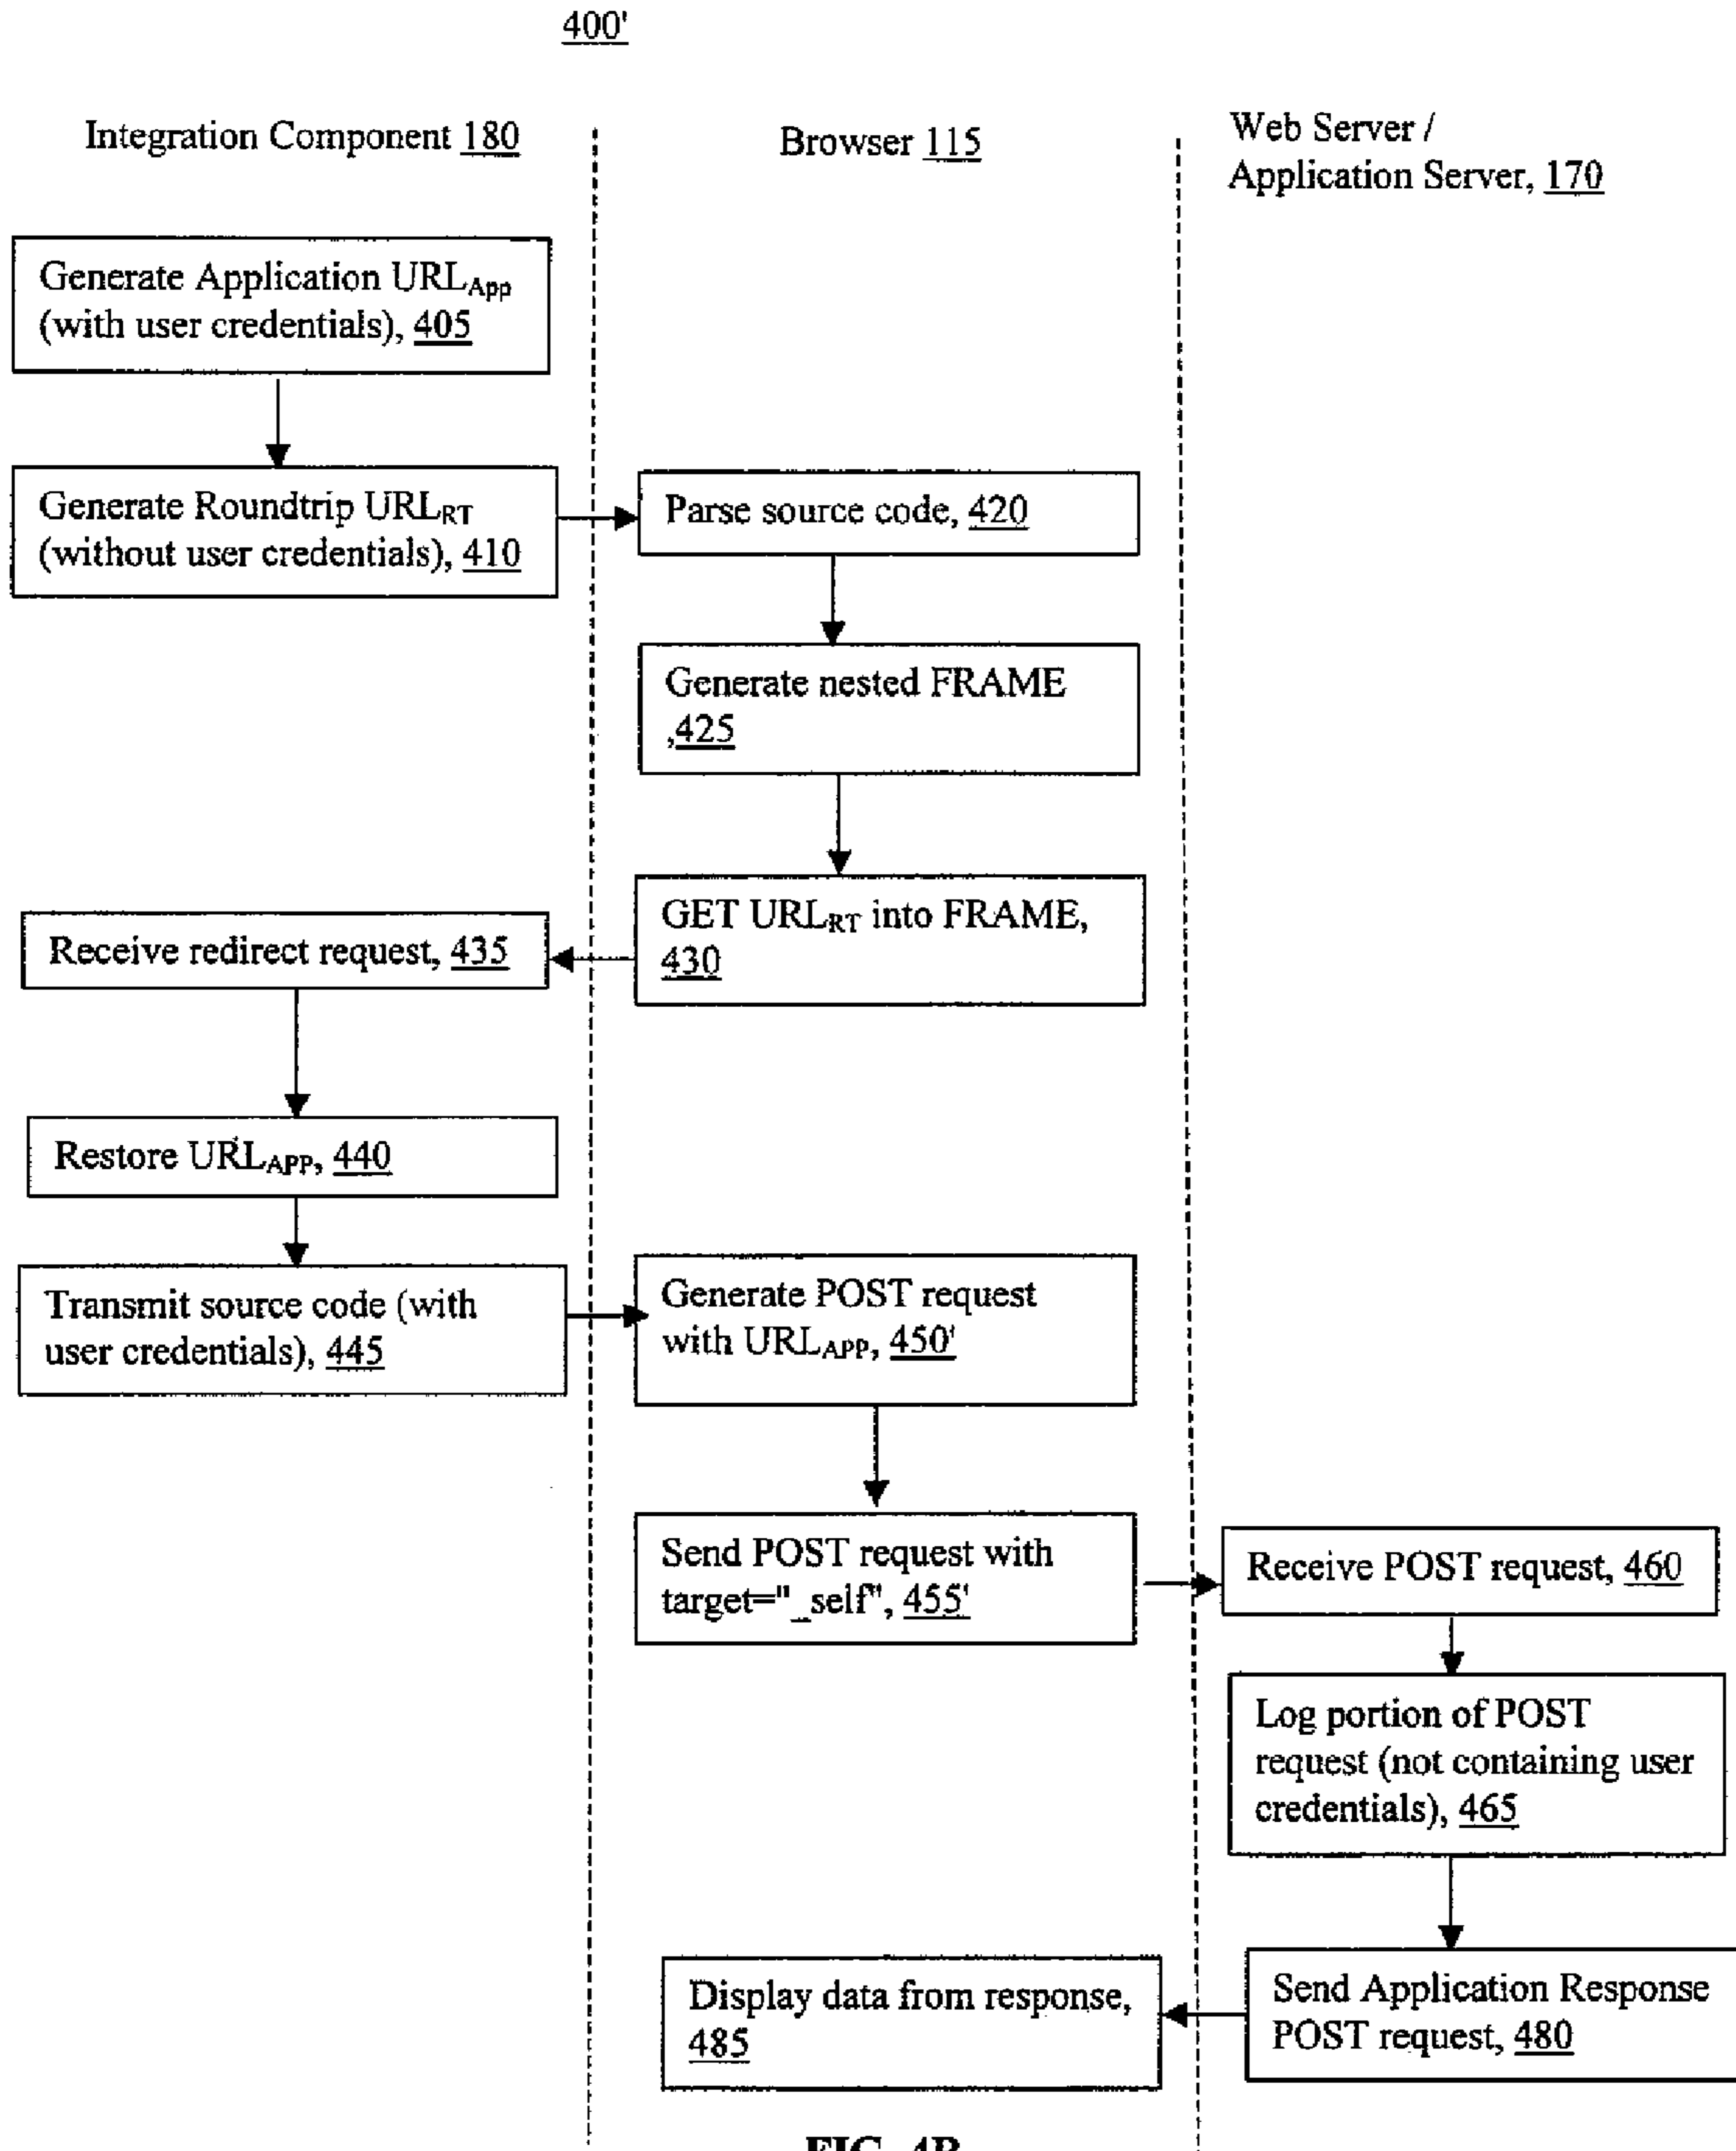 400'
Integration Component 180
Browser 115
Web Server /
Application Server, 170
Generate Application URLApp
(with user credentials), 405
Generate Roundtrip URLRT
(without user credentials), 410
Parse source code, 420
Generate nested FRAME
,425
GET URLRT into FRAME,
430
Receive redirect request, 435
Restore URLAPP, 440
Transmit source code (with
user credentials), 445
Generate POST request
with URLAPP, 450'
Send POST request with
target="_self", 455'
Receive POST request, 460
Log portion of POST
request (not containing user
credentials), 465
Send Application Response
POST request, 480
Display data from response,
485
FIG. 4B